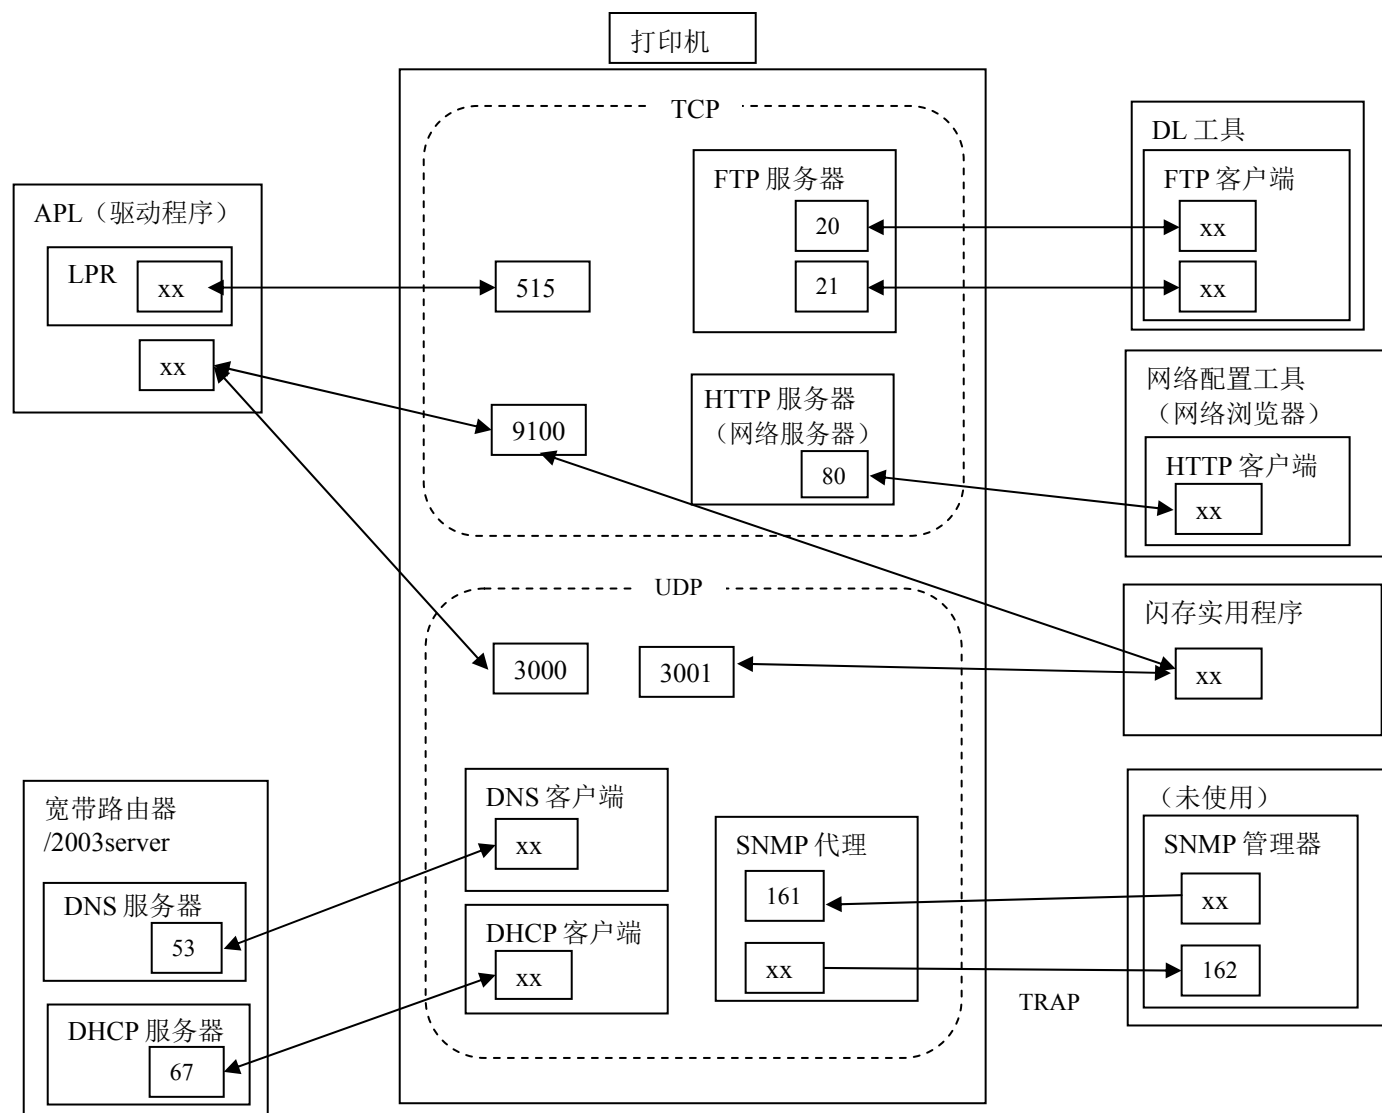 打印机
TCP
APL（驱动程序）
LPR
xx
xx
515
9100
FTP 服务器
20
21
HTTP 服务器
（网络服务器）
80
DL 工具
FTP 客户端
xx
xx
网络配置工具
（网络浏览器）
HTTP 客户端
xx
UDP
3000
3001
闪存实用程序
xx
宽带路由器
/2003server
DNS 服务器
53
DHCP 服务器
67
DNS 客户端
xx
DHCP 客户端
xx
SNMP 代理
161
xx
TRAP
（未使用）
SNMP 管理器
xx
162